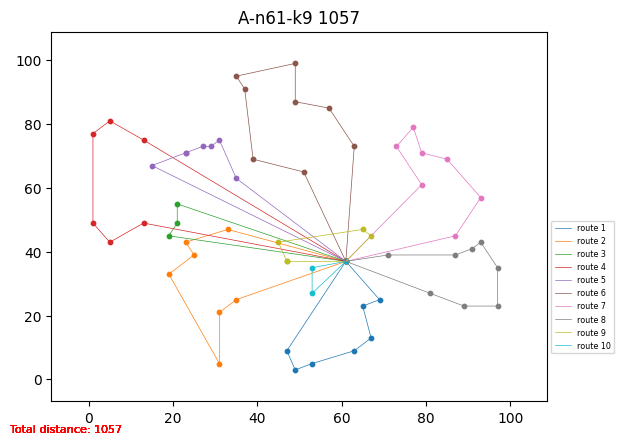 A-n61-k9 1057
100
80
60
40
20
0
0 20 40 60 80 100
route 1
route 2
route 3
route 4
route 5
route 6
route 7
route 8
route 9
route 10
Total distance: 1057